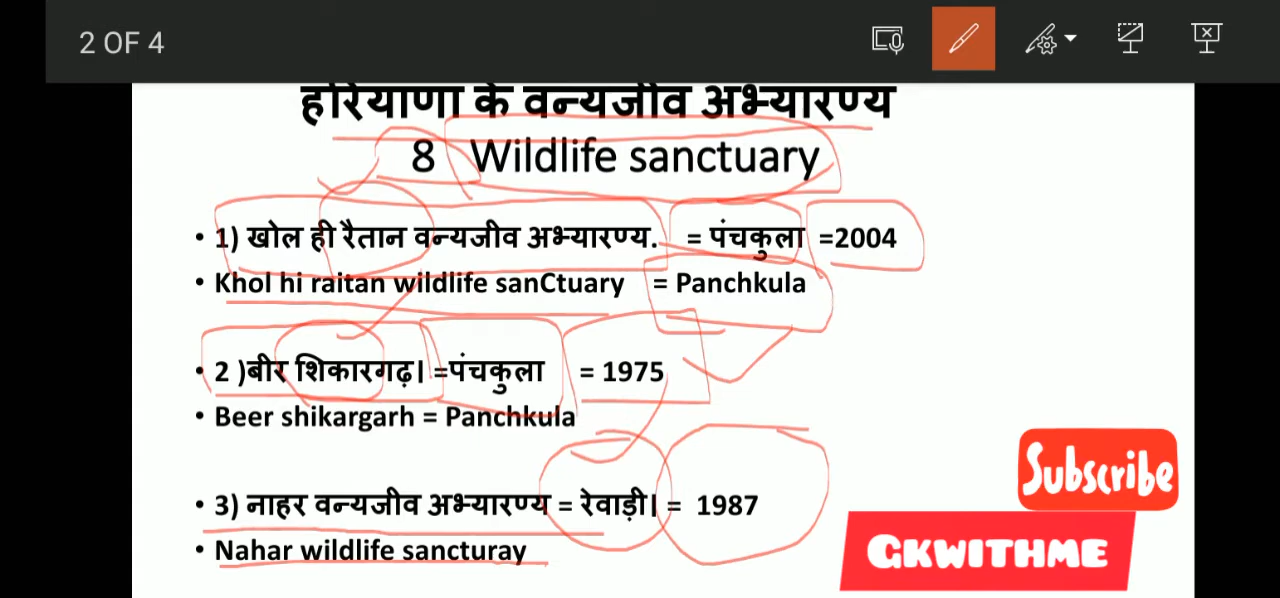 2 OF 4
हरियाणा के वन्यजीव अभ्यारण्य
8 Wildlife sanctuary
• 1) खोल ही रैतान वन्यजीव अभ्यारण्य. = पंचकुला =2004
• Khol hi raitan wildlife sanCtuary = Panchkula
• 2 )बीर शिकारगढ़। =पंचकुला = 1975
• Beer shikargarh = Panchkula
• 3) नाहर वन्यजीव अभ्यारण्य = रेवाड़ी। = 1987
• Nahar wildlife sancturay
Subscribe
GKWITHME